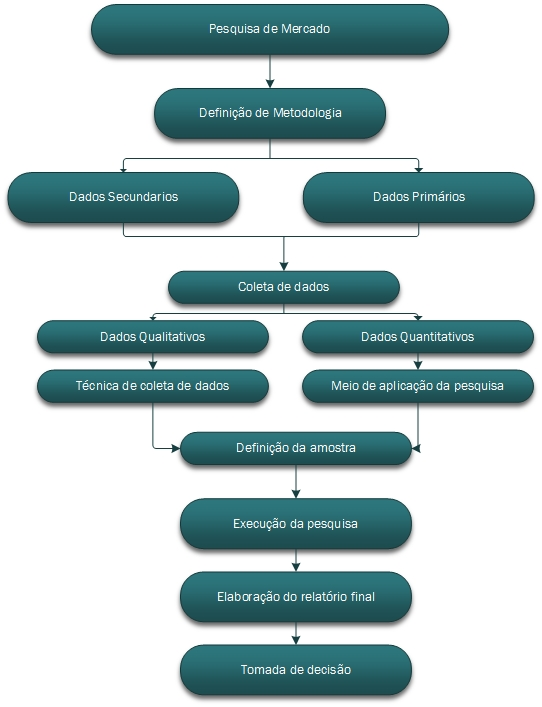 Pesquisa de Mercado
Definição de Metodologia
Dados Secundarios
Dados Primários
Coleta de dados
Dados Qualitativos
Dados Quantitativos
Técnica de coleta de dados
Meio de aplicação da pesquisa
Definição da amostra
Execução da pesquisa
Elaboração do relatório final
Tomada de decisão